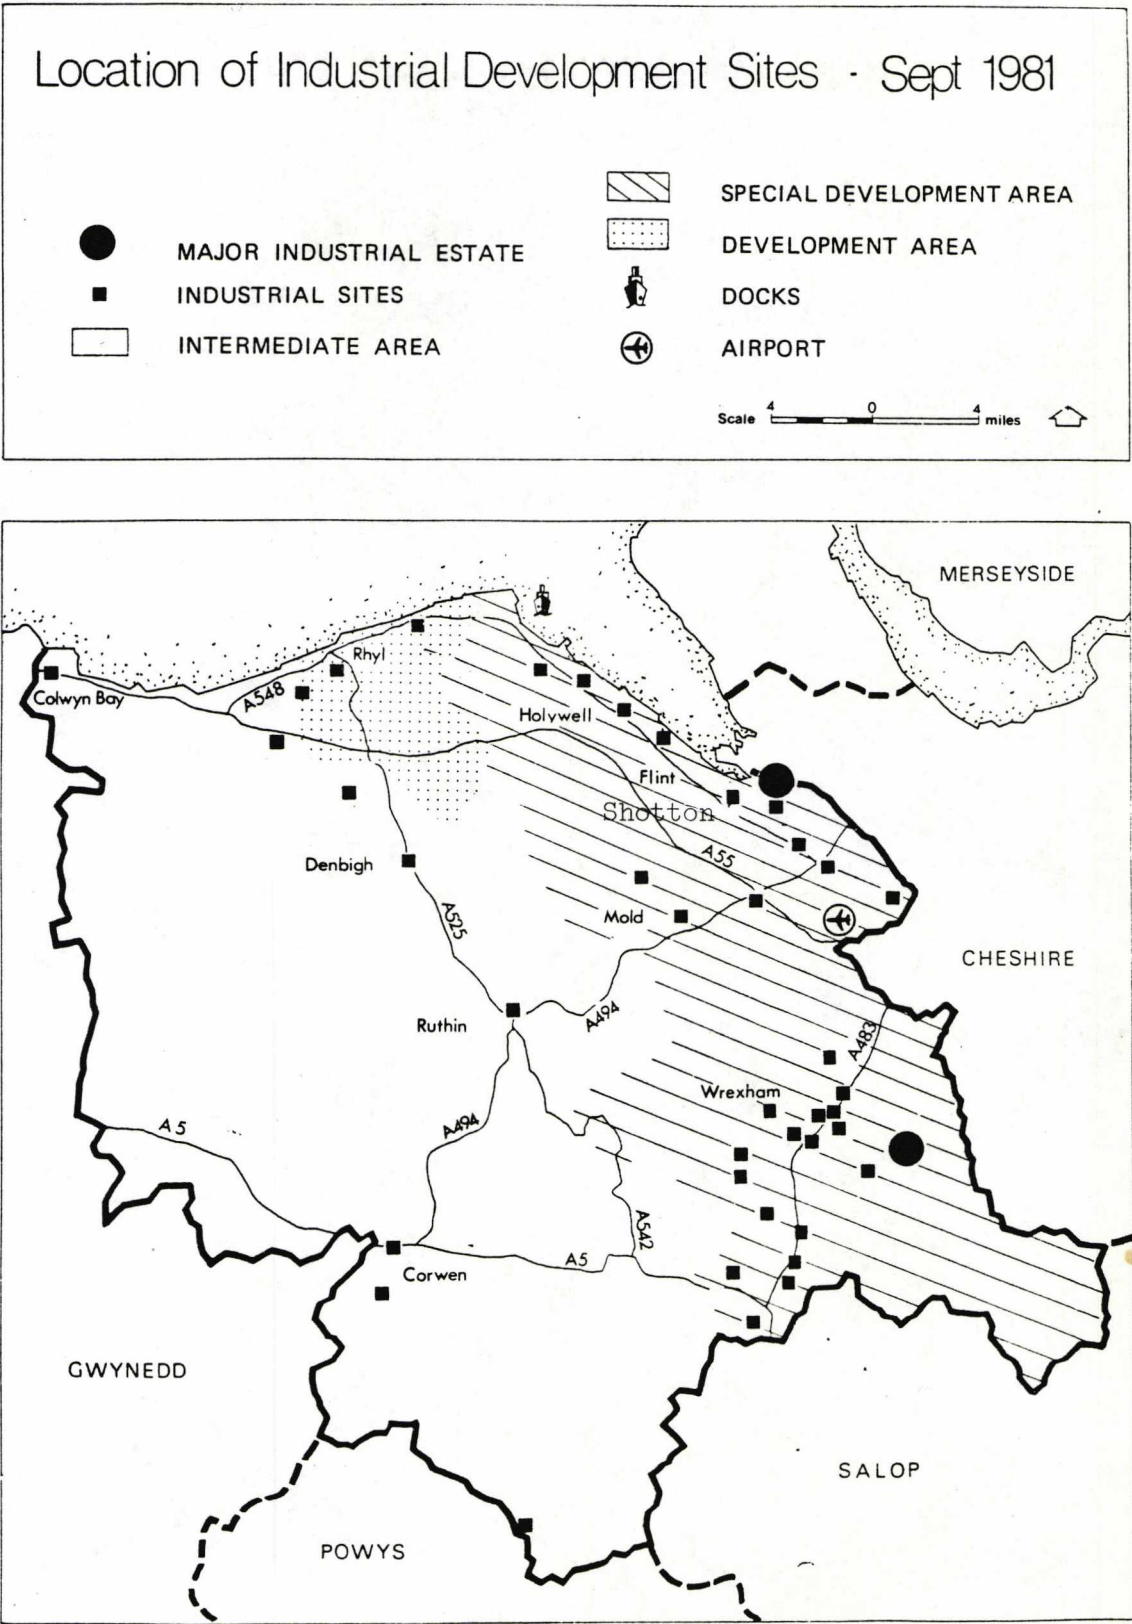 Location of Industrial Development Sites - Sept 1981
MAJOR INDUSTRIAL ESTATE
INDUSTRIAL SITES
INTERMEDIATE AREA
SPECIAL DEVELOPMENT AREA
DEVELOPMENT AREA
DOCKS
AIRPORT
Scale 4 0 4 miles
MERSEYSIDE
Rhyl
Colwyn Bay
A548
Holywell
Flint
Shotton
A55
Denbigh
A525
Mold
CHESHIRE
Ruthin
A494
A483
Wrexham
A5
A494
A542
A5
Corwen
GWYNEDD
SALOP
POWYS